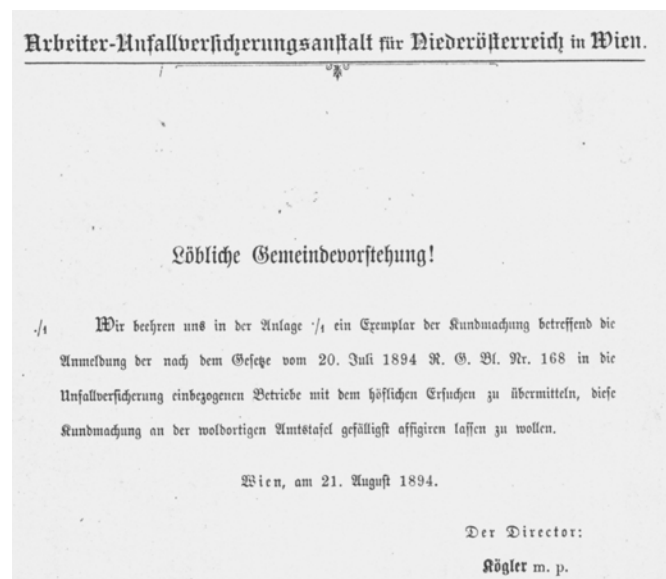 Arbeiter-Unfallversicherungsanstalt für Niederösterreich in Wien.
Löbliche Gemeindevorstehung!
./1 Wir beehren uns in der Anlage ·/1 ein Exemplar der Kundmachung betreffend die
Anmeldung der nach dem Gesetze vom 20. Juli 1894 R. G. Bl. Nr. 168 in die
Unfallversicherung einbezogenen Betriebe mit dem höflichen Ersuchen zu übermitteln, diese
Kundmachung an der woldortigen Amtstafel gefälligst affigiren lassen zu wollen.
Wien, am 21. August 1894.
Der Director:
Kögler m. p.